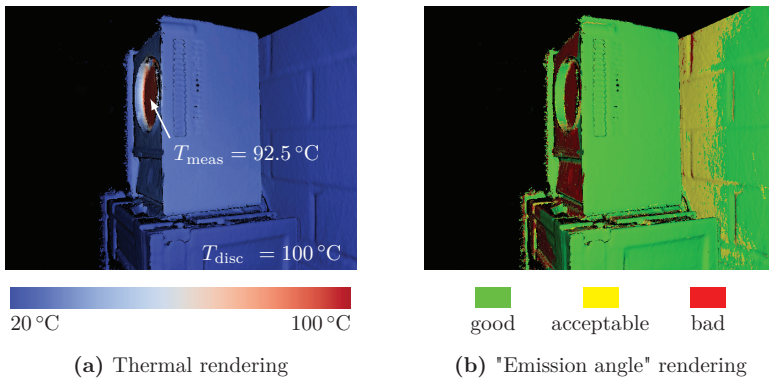 T_meas = 92.5 °C
T_disc = 100 °C
20 °C 100 °C
good acceptable bad
(a) Thermal rendering
(b) "Emission angle" rendering